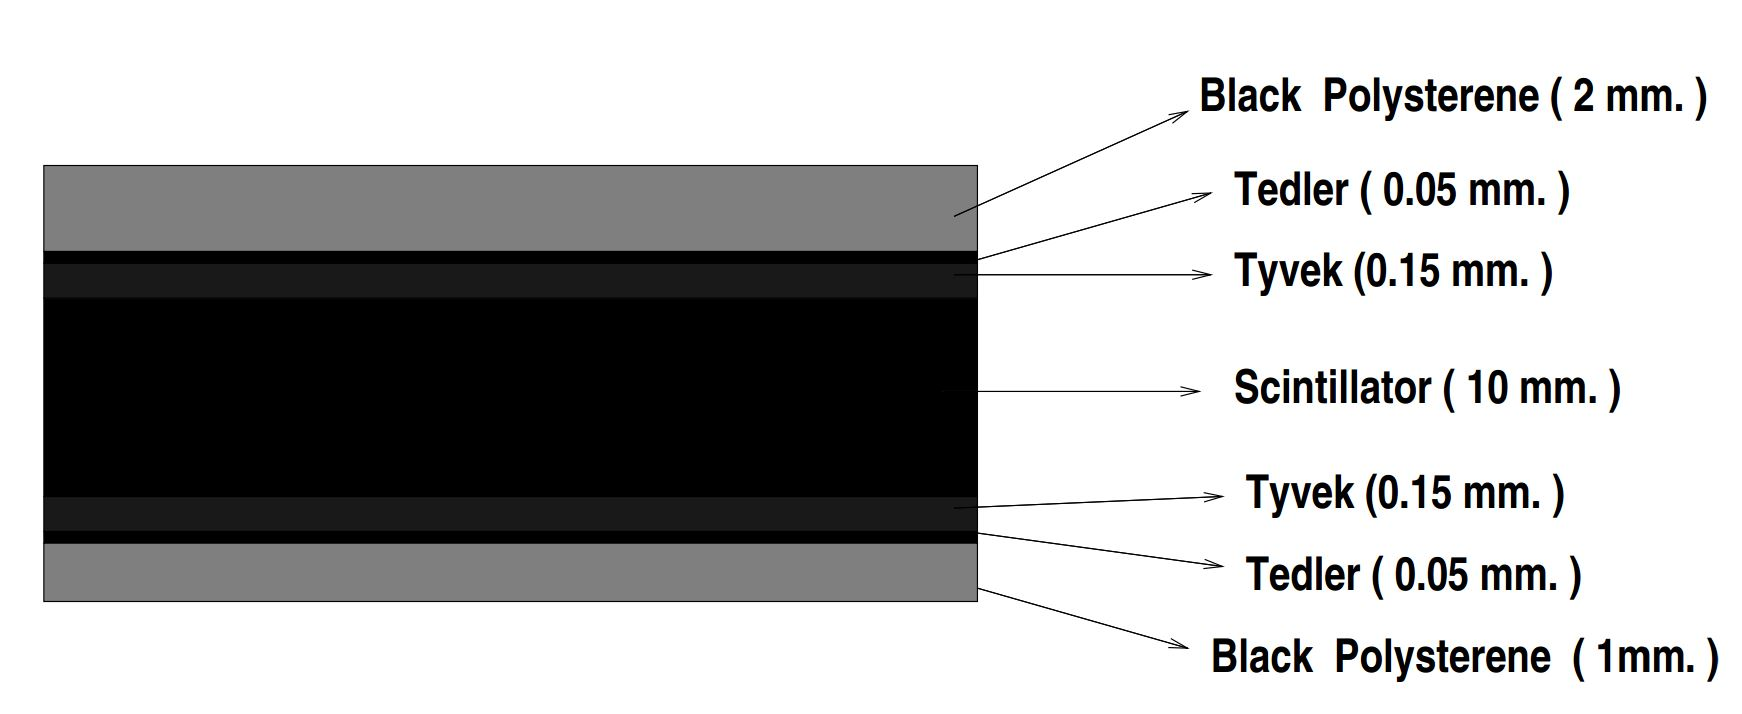 Black Polysterene ( 2 mm. )
Tedler ( 0.05 mm. )
Tyvek (0.15 mm. )
Scintillator ( 10 mm. )
Tyvek (0.15 mm. )
Tedler ( 0.05 mm. )
Black Polysterene ( 1mm. )